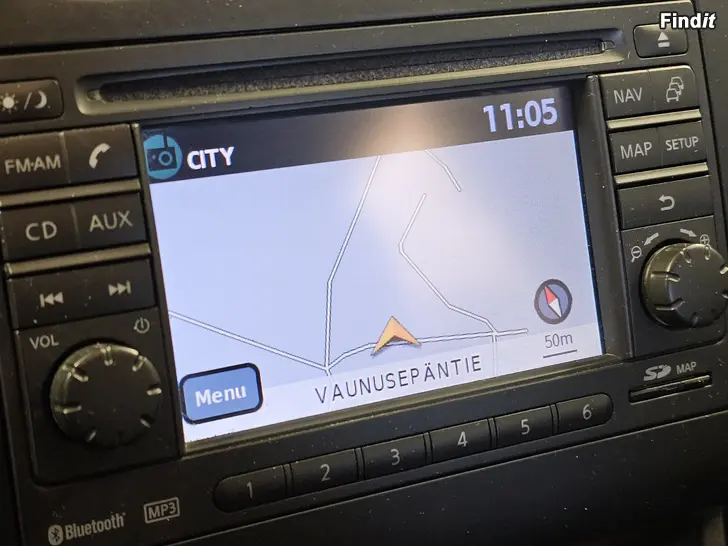 Findit
FM·AM
CD
AUX
VOL
CITY
11:05
50m
VAUNUSEPÄNTIE
Menu
NAV
MAP
SETUP
SD MAP
1 2 3 4 5 6
Bluetooth
MP3